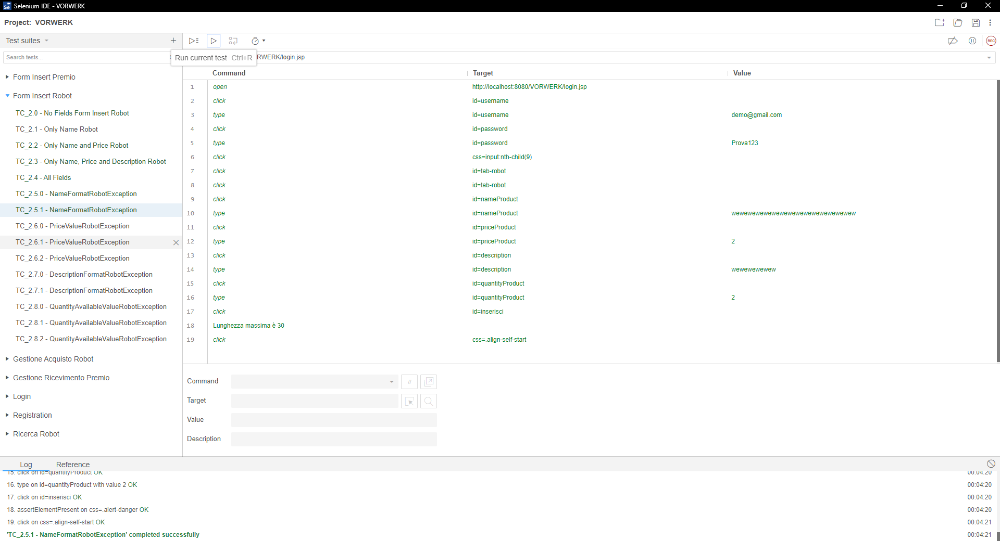 Selenium IDE - VORWERK
Project: VORWERK
Test suites
Search tests...
Run current test Ctrl+R
RWERK/login.jsp
Form Insert Premio
Form Insert Robot
TC_2.0 - No Fields Form Insert Robot
TC_2.1 - Only Name Robot
TC_2.2 - Only Name and Price Robot
TC_2.3 - Only Name, Price and Description Robot
TC_2.4 - All Fields
TC_2.5.0 - NameFormatRobotException
TC_2.5.1 - NameFormatRobotException
TC_2.6.0 - PriceValueRobotException
TC_2.6.1 - PriceValueRobotException
TC_2.6.2 - PriceValueRobotException
TC_2.7.0 - DescriptionFormatRobotException
TC_2.7.1 - DescriptionFormatRobotException
TC_2.8.0 - QuantityAvailableValueRobotException
TC_2.8.1 - QuantityAvailableValueRobotException
TC_2.8.2 - QuantityAvailableValueRobotException
Gestione Acquisto Robot
Gestione Ricevimento Premio
Login
Registration
Ricerca Robot
REC
Command Target Value
1 open http://localhost:8080/VORWERK/login.jsp
2 click id=username
3 type id=username demo@gmail.com
4 click id=password
5 type id=password Prova123
6 click css=input:nth-child(9)
7 click id=tab-robot
8 click id=tab-robot
9 click id=nameProduct
10 type id=nameProduct wewewewewewewewewewewewewewewew
11 click id=priceProduct
12 type id=priceProduct 2
13 click id=description
14 type id=description wewewewewew
15 click id=quantityProduct
16 type id=quantityProduct 2
17 click id=inserisci
18 Lunghezza massima è 30
19 click css=.align-self-start
Command //
Target
Value
Description
Log Reference
15. click on id=quantityProduct OK 00:04:20
16. type on id=quantityProduct with value 2 OK 00:04:20
17. click on id=inserisci OK 00:04:20
18. assertElementPresent on css=.alert-danger OK 00:04:20
19. click on css=.align-self-start OK 00:04:21
'TC_2.5.1 - NameFormatRobotException' completed successfully 00:04:21